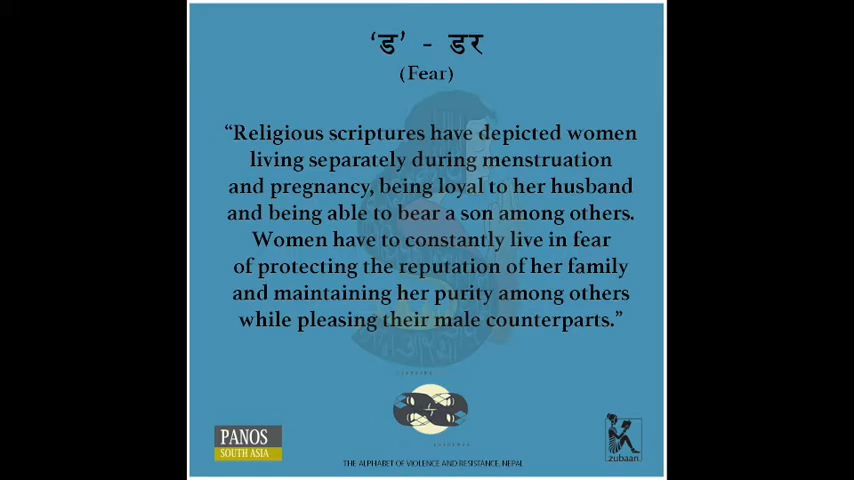 ‘ड’ - डर
(Fear)
“Religious scriptures have depicted women
living separately during menstruation
and pregnancy, being loyal to her husband
and being able to bear a son among others.
Women have to constantly live in fear
of protecting the reputation of her family
and maintaining her purity among others
while pleasing their male counterparts.”
PANOS
SOUTH ASIA
zubaan
THE ALPHABET OF VIOLENCE AND RESISTANCE, NEPAL